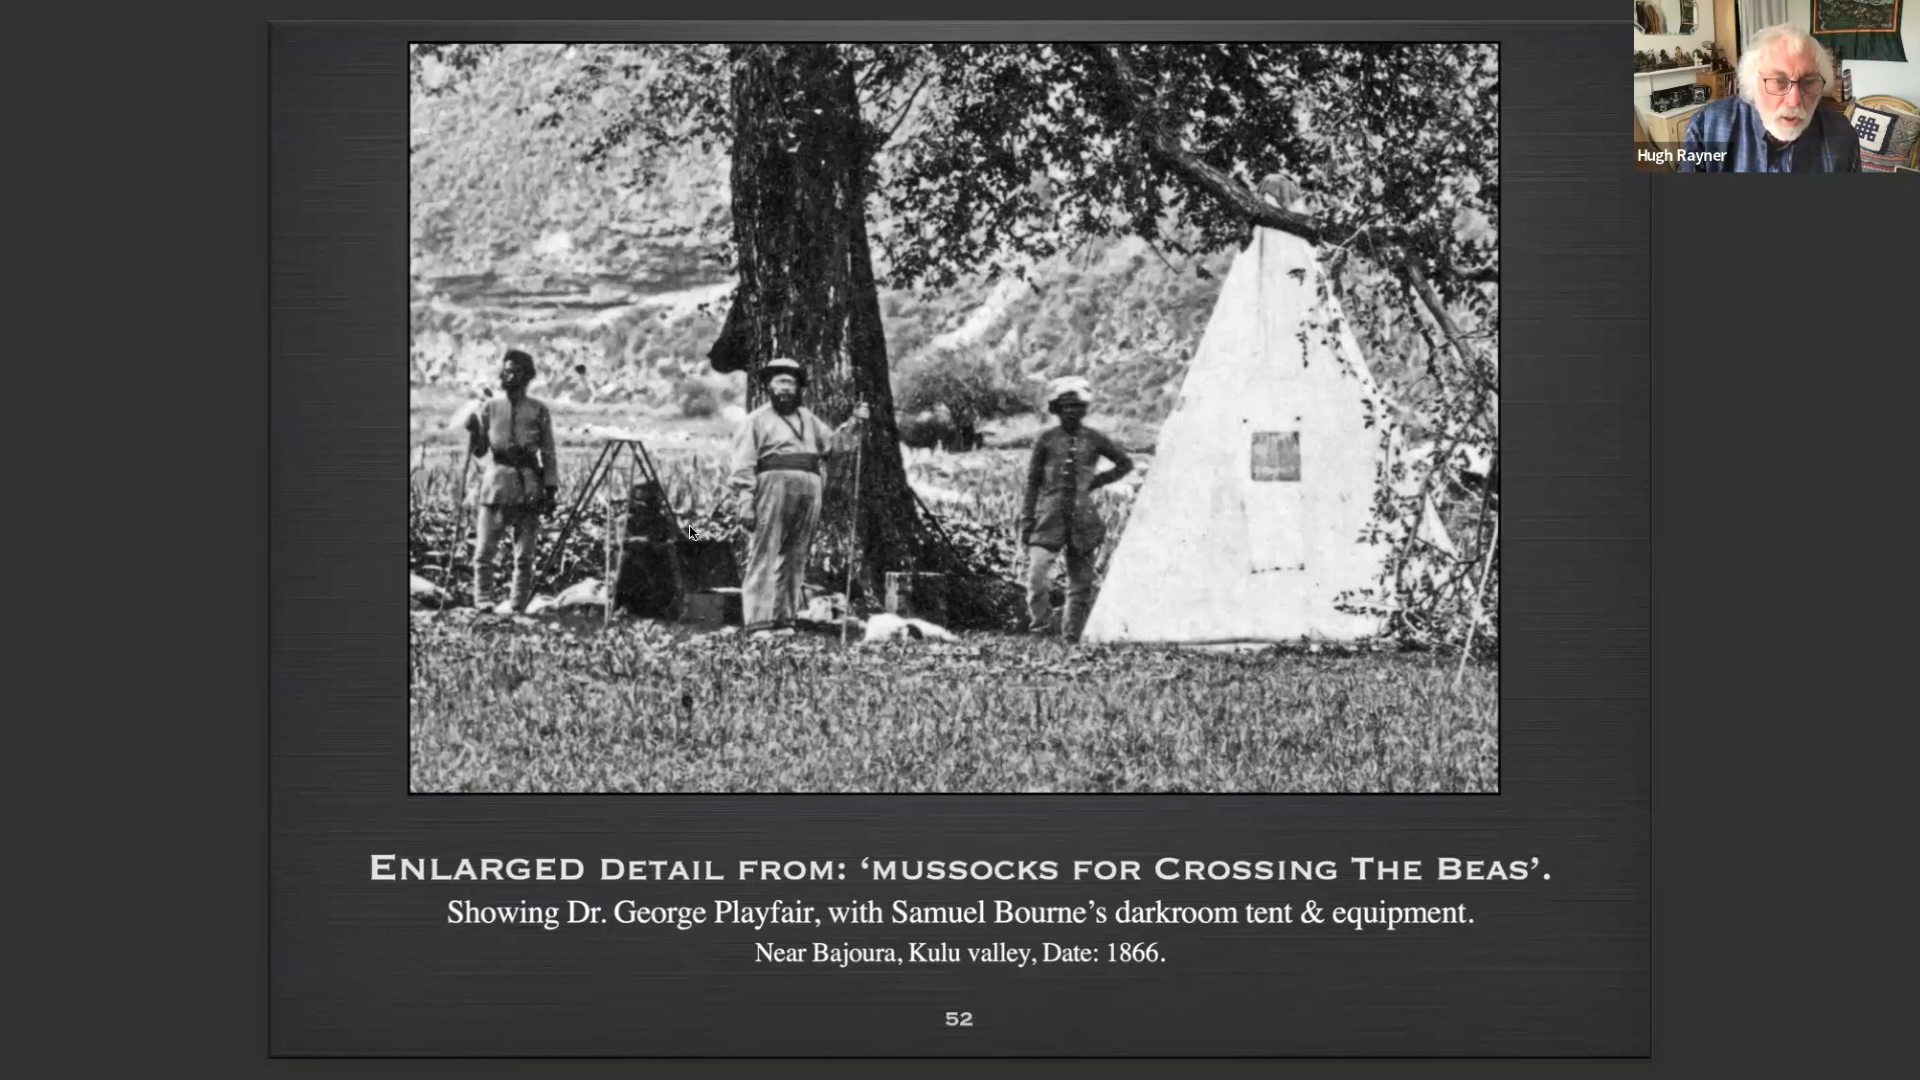 Hugh Rayner
ENLARGED DETAIL FROM: ‘MUSSOCKS FOR CROSSING THE BEAS’.
Showing Dr. George Playfair, with Samuel Bourne’s darkroom tent & equipment.
Near Bajoura, Kulu valley, Date: 1866.
52